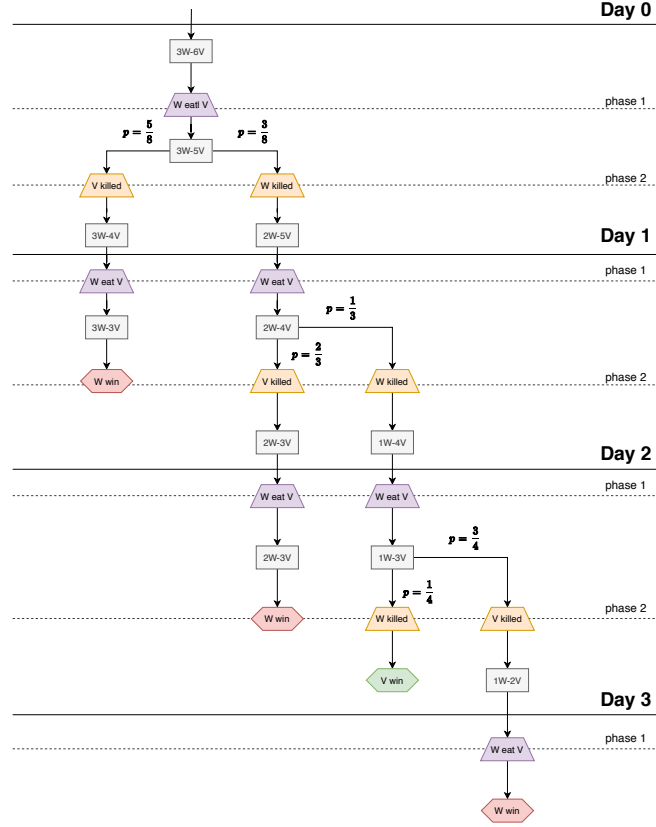 Day 0
3W-6V
phase 1
W eatl V
p = 5/8
p = 3/8
3W-5V
phase 2
V killed
W killed
3W-4V
2W-5V
Day 1
phase 1
W eat V
W eat V
p = 1/3
3W-3V
2W-4V
p = 2/3
phase 2
W win
V killed
W killed
2W-3V
1W-4V
Day 2
phase 1
W eat V
W eat V
p = 3/4
2W-3V
1W-3V
p = 1/4
phase 2
W win
W killed
V killed
V win
1W-2V
Day 3
phase 1
W eat V
W win